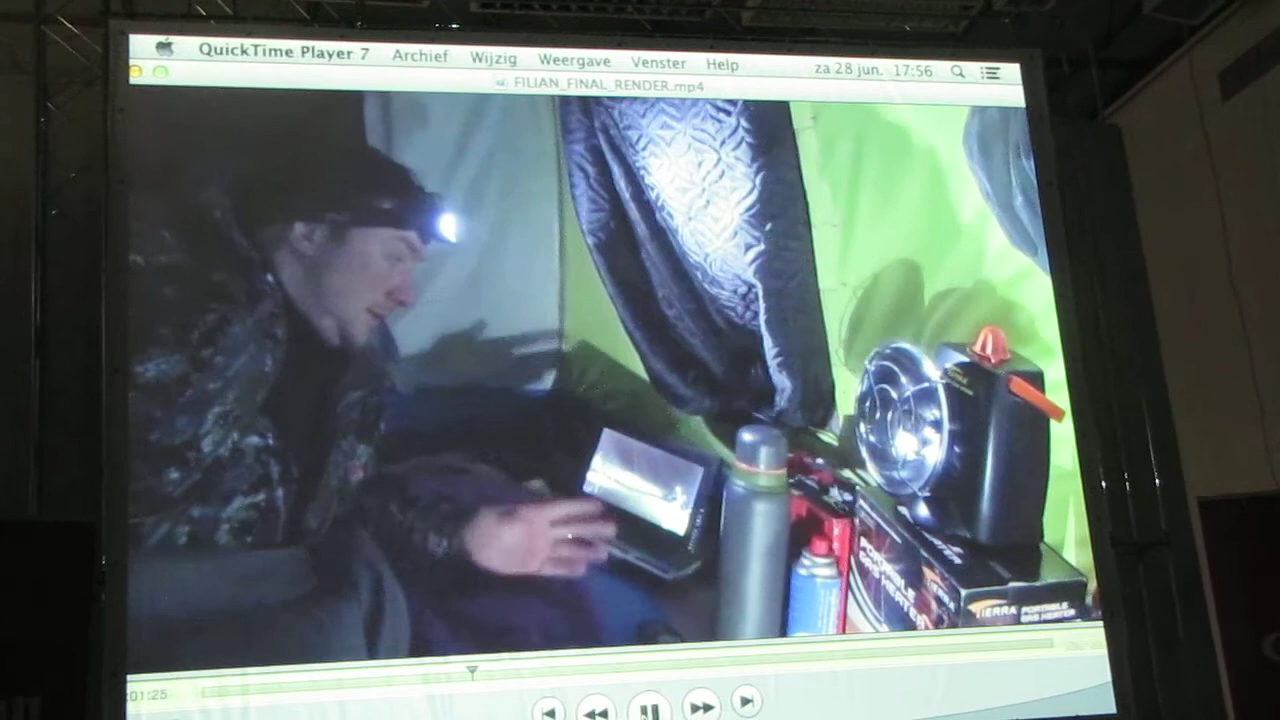 QuickTime Player 7 Archief Wijzig Weergave Venster Help za 28 jun. 17:56
FILIAN_FINAL_RENDER.mp4
PORTABLE
GAS HEATER
TIERRA PORTABLE
GAS HEATER
:01:25